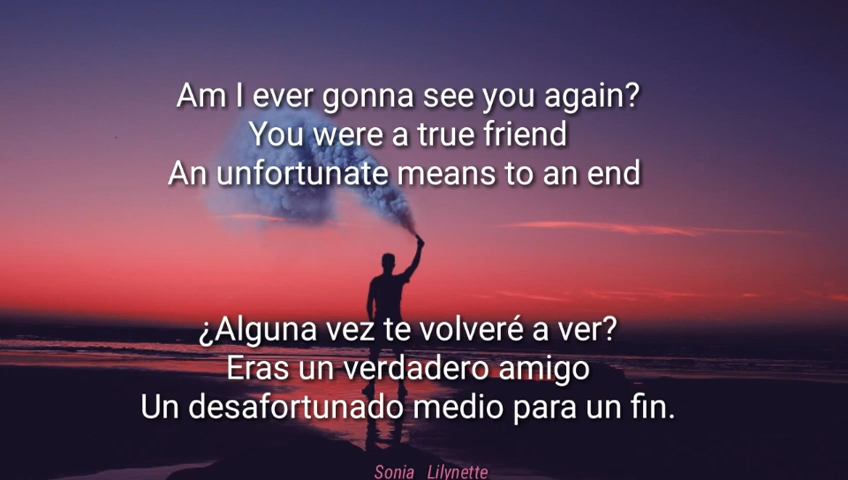 Am I ever gonna see you again?
You were a true friend
An unfortunate means to an end
¿Alguna vez te volveré a ver?
Eras un verdadero amigo
Un desafortunado medio para un fin.
Sonia Lilynette